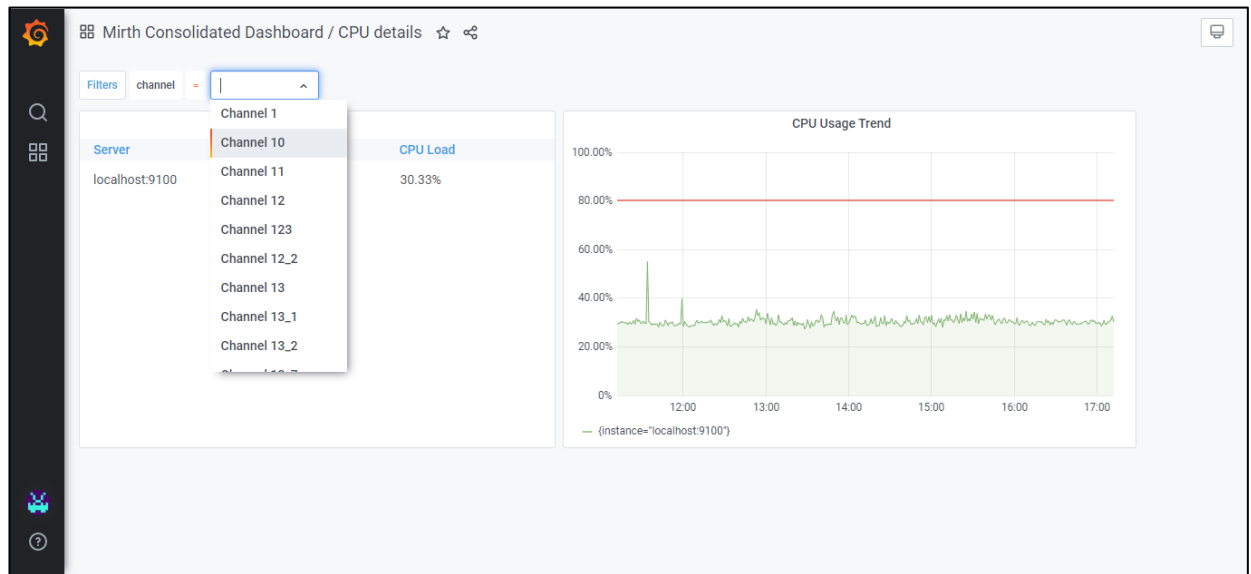 Mirth Consolidated Dashboard / CPU details
Filters channel =
Channel 1
Channel 10
Channel 11
Channel 12
Channel 123
Channel 12_2
Channel 13
Channel 13_1
Channel 13_2
Server CPU Load
localhost:9100 30.33%
CPU Usage Trend
100.00%
80.00%
60.00%
40.00%
20.00%
0%
12:00 13:00 14:00 15:00 16:00 17:00
{instance="localhost:9100"}